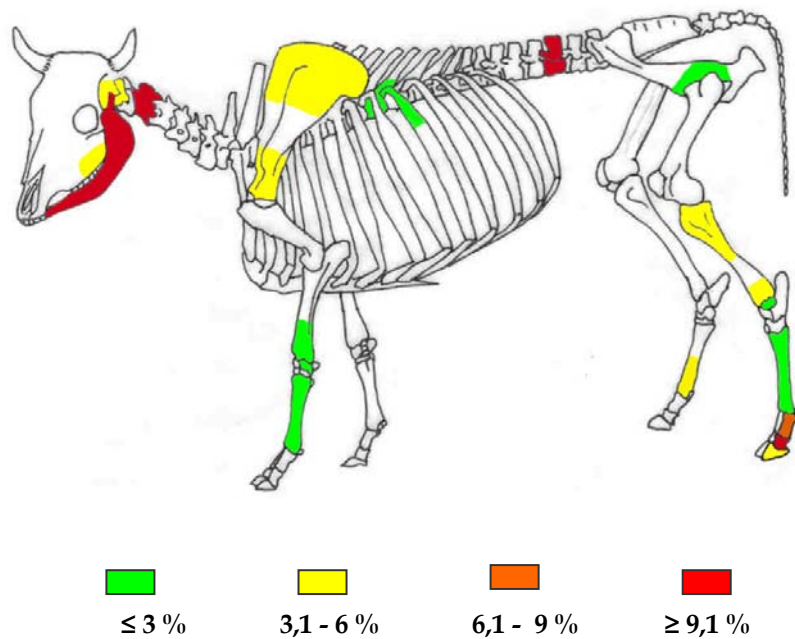 ≤ 3 % 3,1 - 6 % 6,1 - 9 % ≥ 9,1 %